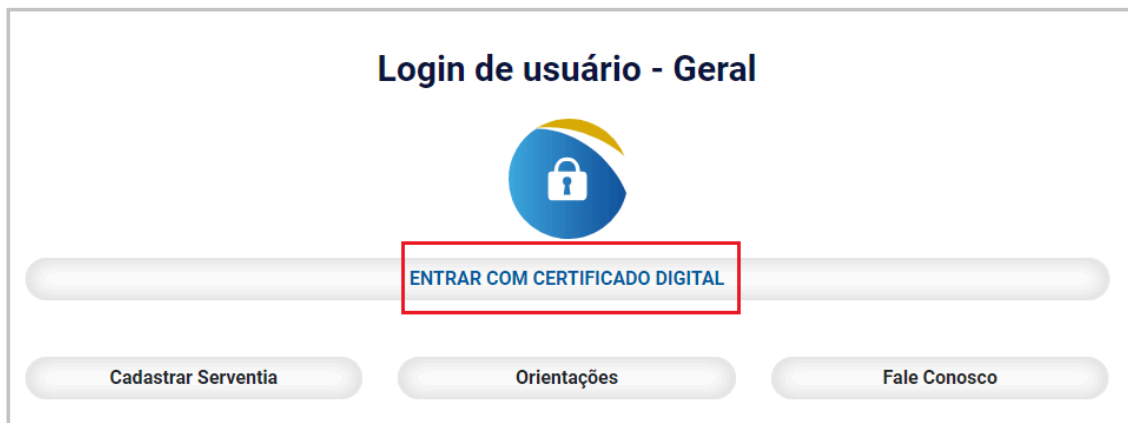 Login de usuário - Geral
ENTRAR COM CERTIFICADO DIGITAL
Cadastrar Serventia Orientações Fale Conosco